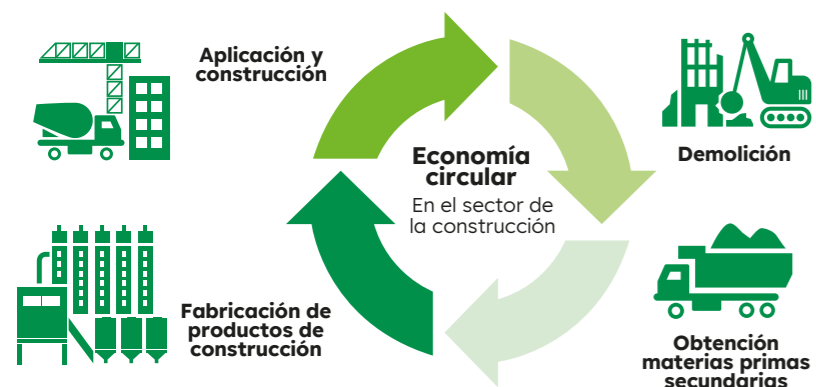 Aplicación y
construcción
Economía
circular
En el sector de
la construcción
Demolición
Fabricación de
productos de
construcción
Obtención
materias primas
secundarias